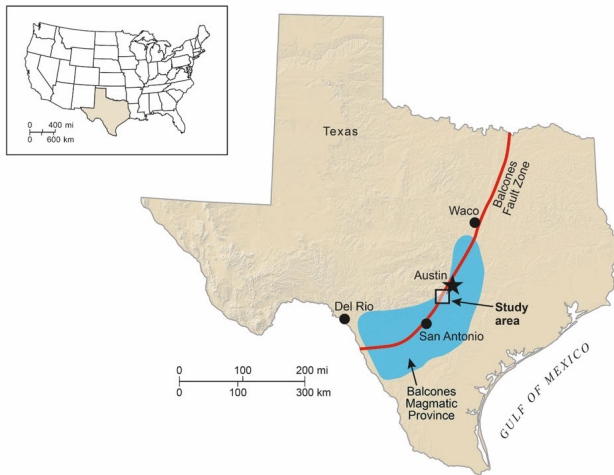 0 400 mi
0 600 km
Texas
Balcones
Fault Zone
Waco
Austin
Study
area
Del Rio
San Antonio
0 100 200 mi
0 100 200 300 km
Balcones
Magmatic
Province
GULF OF MEXICO